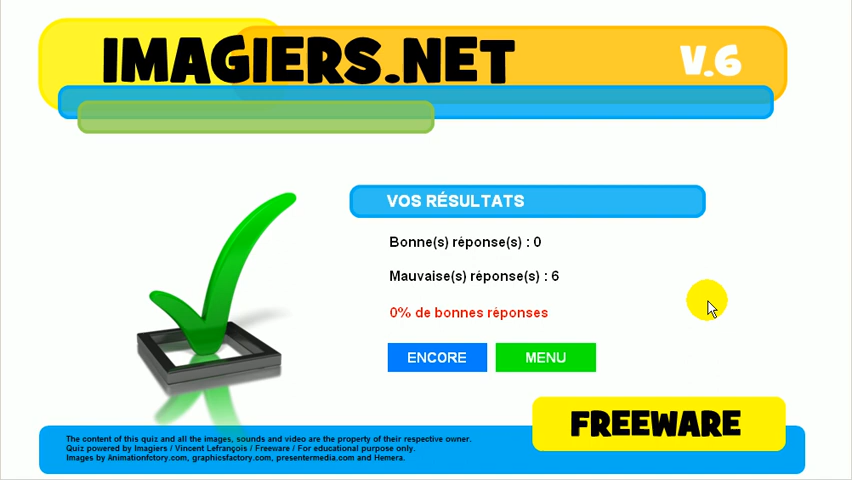 IMAGIERS.NET
V.6
VOS RÉSULTATS
Bonne(s) réponse(s) : 0
Mauvaise(s) réponse(s) : 6
0% de bonnes réponses
ENCORE
MENU
FREEWARE
The content of this quiz and all the images, sounds and video are the property of their respective owner.
Quiz powered by Imagiers / Vincent Lefrançois / Freeware / For educational purpose only.
Images by Animationfctory.com, graphicsfactory.com, presentermedia.com and Hemera.